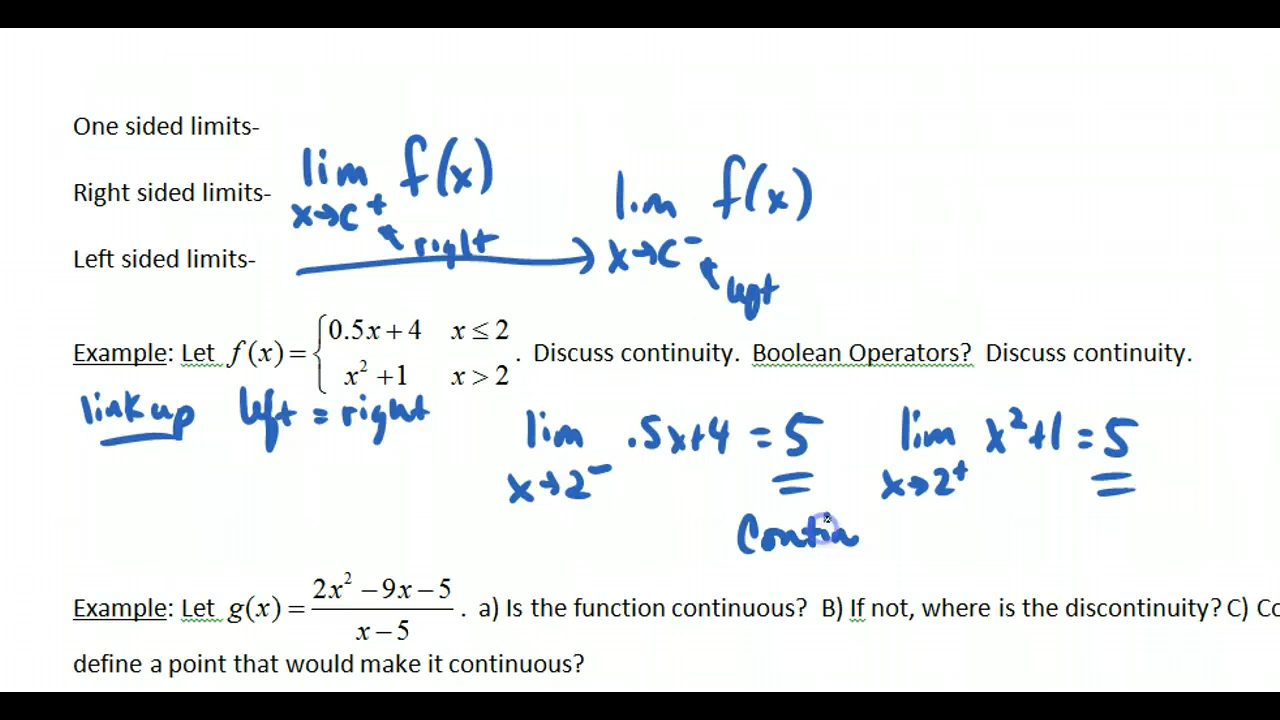 One sided limits-
lim f(x)
x→c⁺
Right sided limits-
right
lim f(x)
x→c⁻
left
Left sided limits-
Example: Let f(x) = { 0.5x + 4 x ≤ 2
x² + 1 x > 2 . Discuss continuity. Boolean Operators? Discuss continuity.
link up left = right
lim .5x+4 = 5
x→2⁻
lim x²+1 = 5
x→2⁺
Contin
Example: Let g(x) = (2x² − 9x − 5)/(x − 5) . a) Is the function continuous? B) If not, where is the discontinuity? C) Co
define a point that would make it continuous?